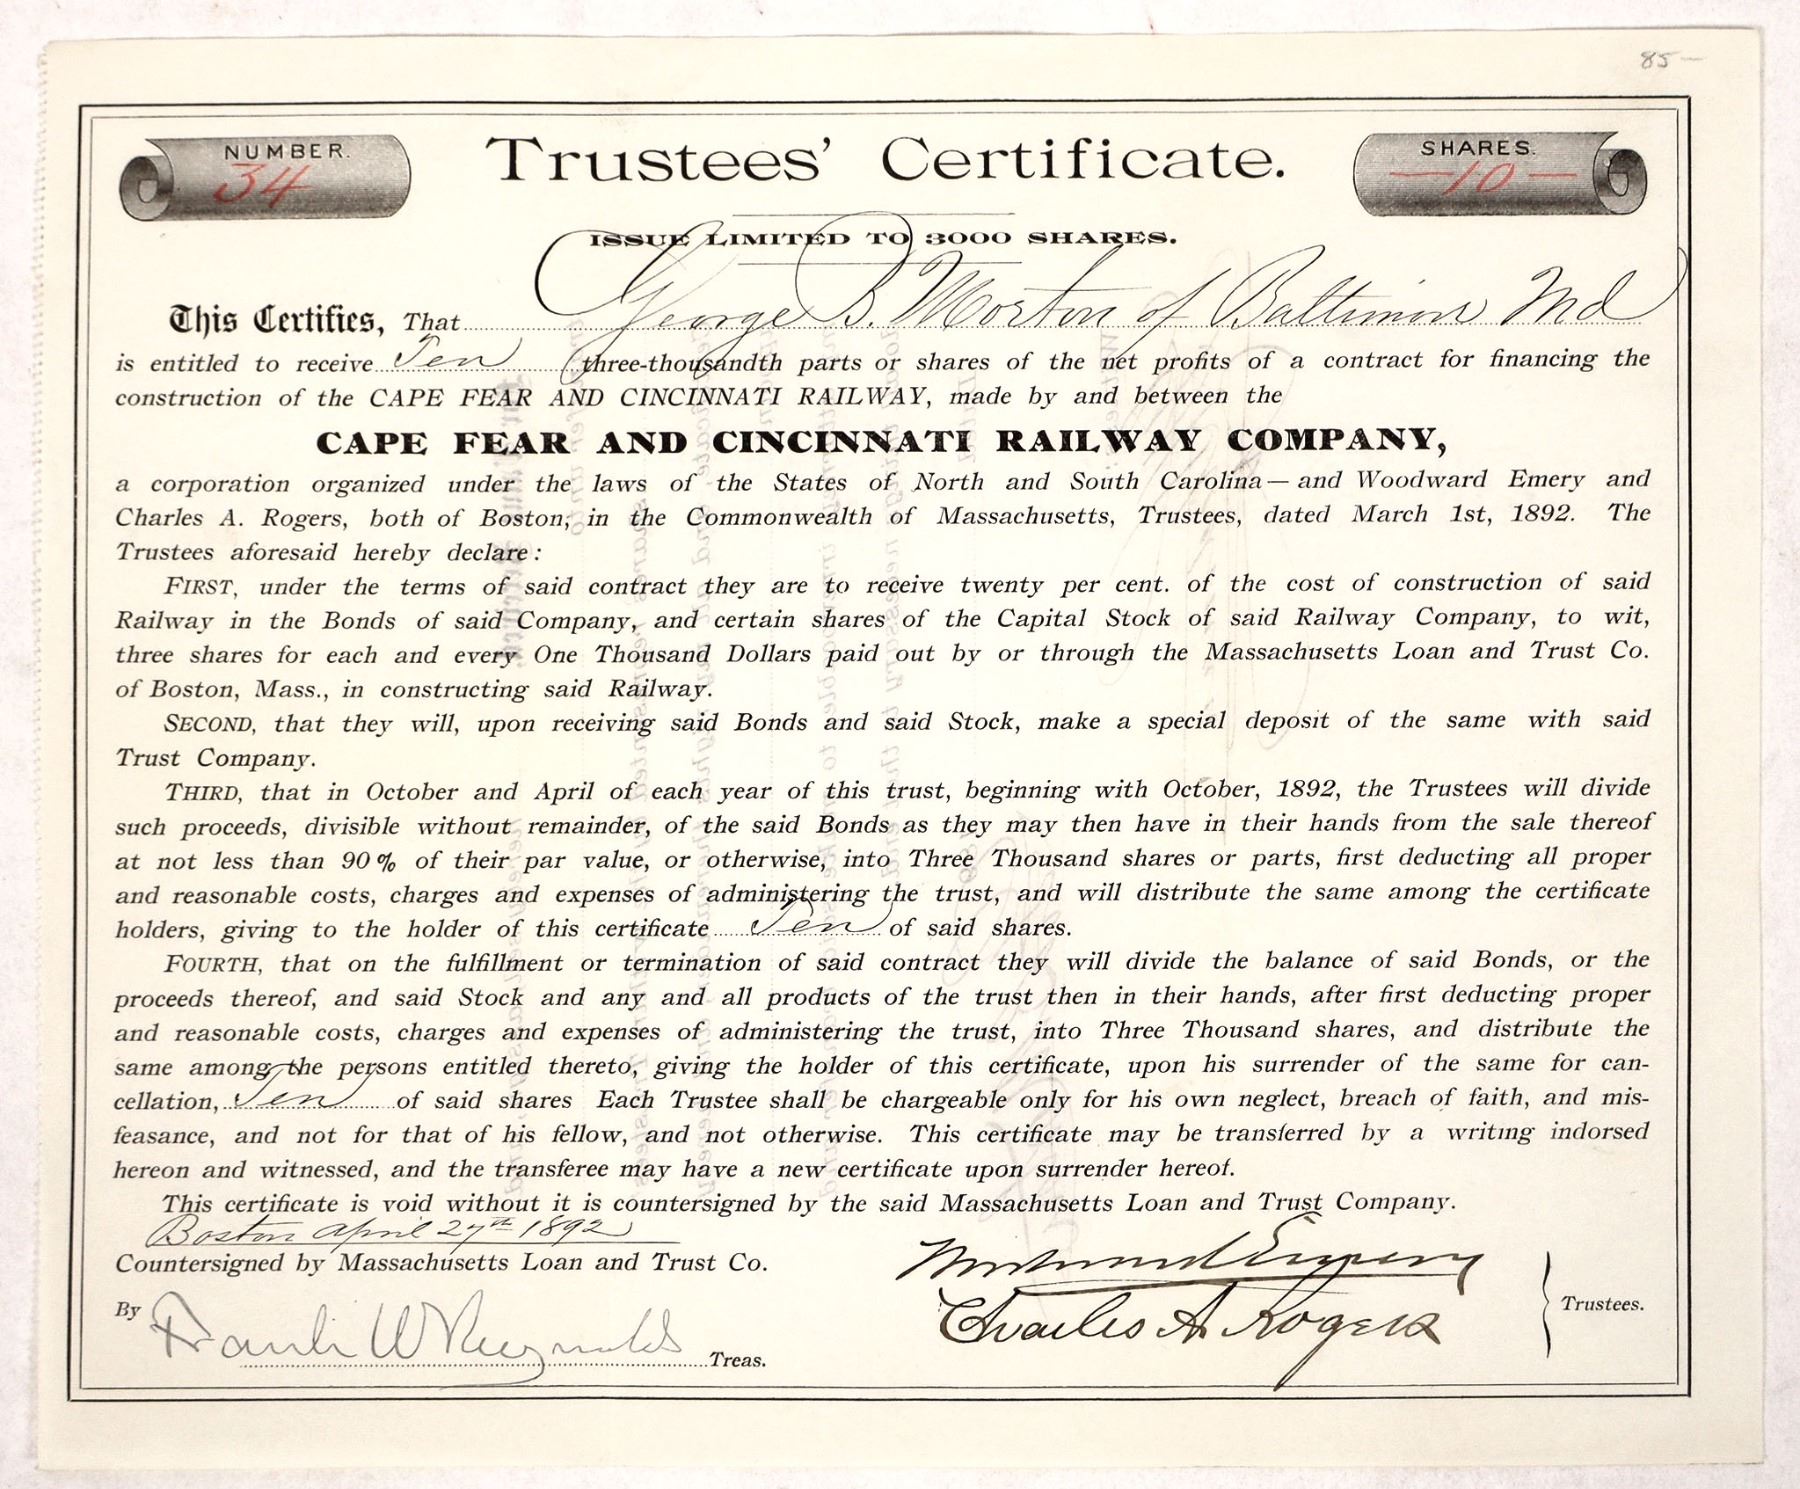 85-
NUMBER.
34
Trustees' Certificate.
SHARES.
-10-
ISSUE LIMITED TO 3000 SHARES.
This Certifies, That George B. Morton of Baltimore Md
is entitled to receive Ten three-thousandth parts or shares of the net profits of a contract for financing the
construction of the CAPE FEAR AND CINCINNATI RAILWAY, made by and between the
CAPE FEAR AND CINCINNATI RAILWAY COMPANY,
a corporation organized under the laws of the States of North and South Carolina — and Woodward Emery and
Charles A. Rogers, both of Boston, in the Commonwealth of Massachusetts, Trustees, dated March 1st, 1892. The
Trustees aforesaid hereby declare:
FIRST, under the terms of said contract they are to receive twenty per cent. of the cost of construction of said
Railway in the Bonds of said Company, and certain shares of the Capital Stock of said Railway Company, to wit,
three shares for each and every One Thousand Dollars paid out by or through the Massachusetts Loan and Trust Co.
of Boston, Mass., in constructing said Railway.
SECOND, that they will, upon receiving said Bonds and said Stock, make a special deposit of the same with said
Trust Company.
THIRD, that in October and April of each year of this trust, beginning with October, 1892, the Trustees will divide
such proceeds, divisible without remainder, of the said Bonds as they may then have in their hands from the sale thereof
at not less than 90% of their par value, or otherwise, into Three Thousand shares or parts, first deducting all proper
and reasonable costs, charges and expenses of administering the trust, and will distribute the same among the certificate
holders, giving to the holder of this certificate Ten of said shares.
FOURTH, that on the fulfillment or termination of said contract they will divide the balance of said Bonds, or the
proceeds thereof, and said Stock and any and all products of the trust then in their hands, after first deducting proper
and reasonable costs, charges and expenses of administering the trust, into Three Thousand shares, and distribute the
same among the persons entitled thereto, giving the holder of this certificate, upon his surrender of the same for can-
cellation, Ten of said shares Each Trustee shall be chargeable only for his own neglect, breach of faith, and mis-
feasance, and not for that of his fellow, and not otherwise. This certificate may be transferred by a writing indorsed
hereon and witnessed, and the transferee may have a new certificate upon surrender hereof.
This certificate is void without it is countersigned by the said Massachusetts Loan and Trust Company.
Boston April 27th 1892
Countersigned by Massachusetts Loan and Trust Co.
By Franklin W Reynolds Treas.
Woodward Emery
Charles A. Rogers
Trustees.